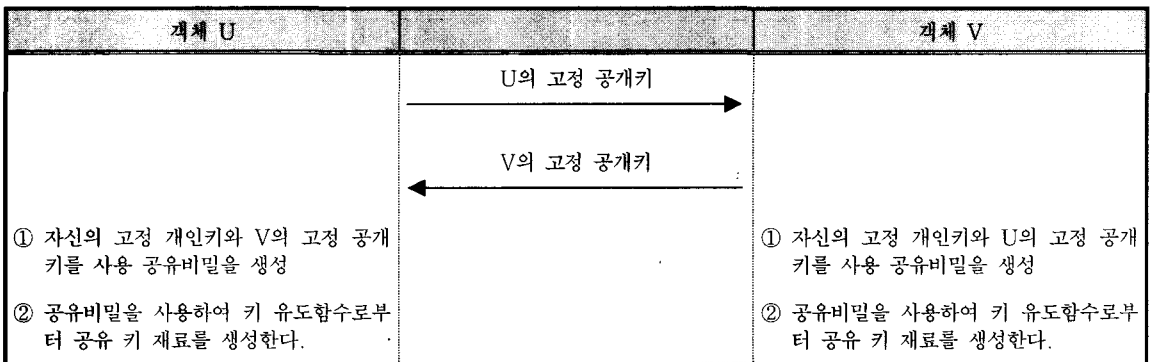 객체 U
객체 V
U의 고정 공개키
V의 고정 공개키
① 자신의 고정 개인키와 V의 고정 공개
키를 사용 공유비밀을 생성
② 공유비밀을 사용하여 키 유도함수로부
터 공유 키 재료를 생성한다.
① 자신의 고정 개인키와 U의 고정 공개
키를 사용 공유비밀을 생성
② 공유비밀을 사용하여 키 유도함수로부
터 공유 키 재료를 생성한다.